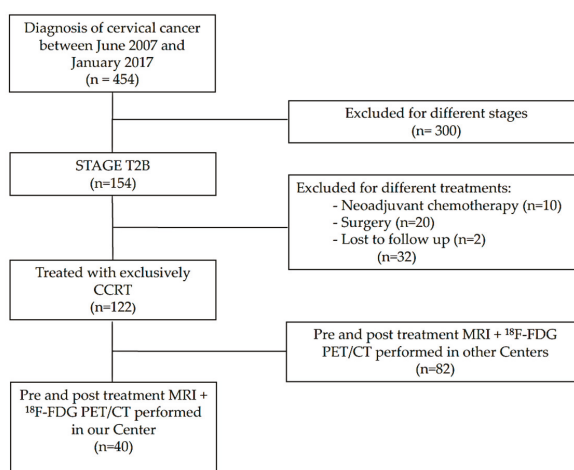 Diagnosis of cervical cancer
between June 2007 and
January 2017
(n = 454)
Excluded for different stages
(n= 300)
STAGE T2B
(n=154)
Excluded for different treatments:
- Neoadjuvant chemotherapy (n=10)
- Surgery (n=20)
- Lost to follow up (n=2)
(n=32)
Treated with exclusively
CCRT
(n=122)
Pre and post treatment MRI + ¹⁸F-FDG
PET/CT performed in other Centers
(n=82)
Pre and post treatment MRI +
¹⁸F-FDG PET/CT performed
in our Center
(n=40)